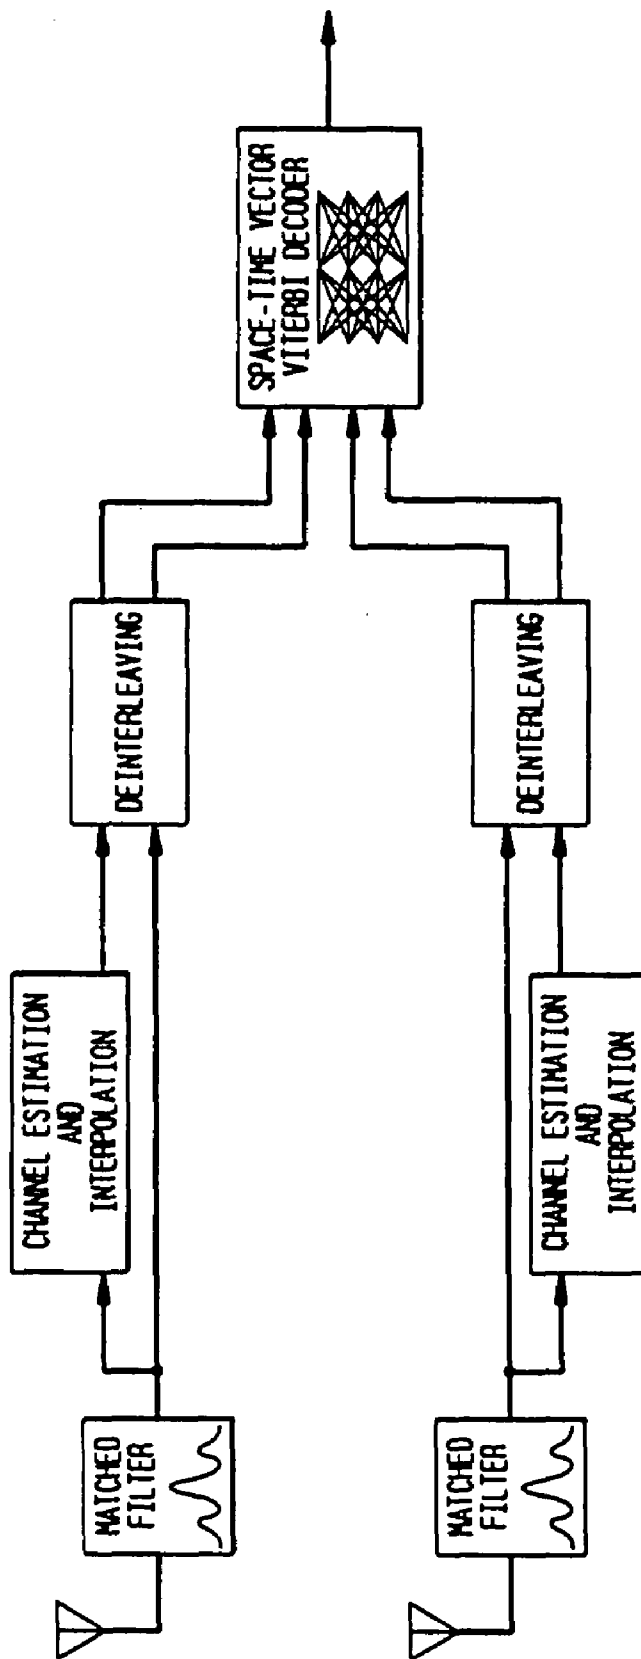 MATCHED
FILTER
CHANNEL ESTIMATION
AND
INTERPOLATION
DEINTERLEAVING
MATCHED
FILTER
CHANNEL ESTIMATION
AND
INTERPOLATION
DEINTERLEAVING
SPACE-TIME VECTOR
VITERBI DECODER